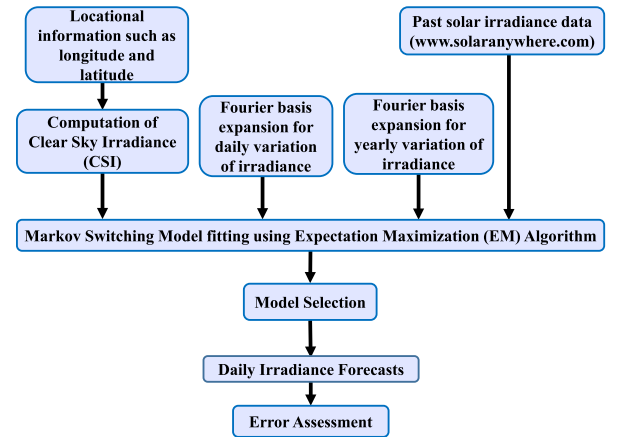 Locational
information such as
longitude and
latitude
Past solar irradiance data
(www.solaranywhere.com)
Computation of
Clear Sky Irradiance
(CSI)
Fourier basis
expansion for
daily variation
of irradiance
Fourier basis
expansion for
yearly variation of
irradiance
Markov Switching Model fitting using Expectation Maximization (EM) Algorithm
Model Selection
Daily Irradiance Forecasts
Error Assessment